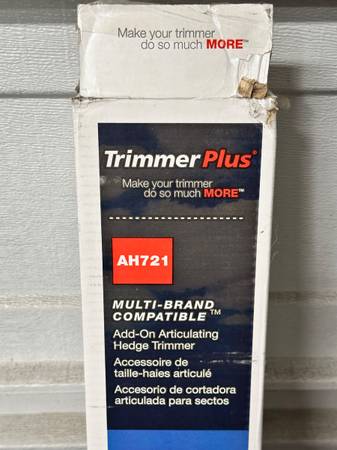 Make your trimmer
do so much MORE™
TrimmerPlus®
Make your trimmer
do so much MORE™
AH721
MULTI-BRAND
COMPATIBLE™
Add-On Articulating
Hedge Trimmer
Accessoire de
taille-haies articulé
Accesorio de cortadora
articulada para sectos